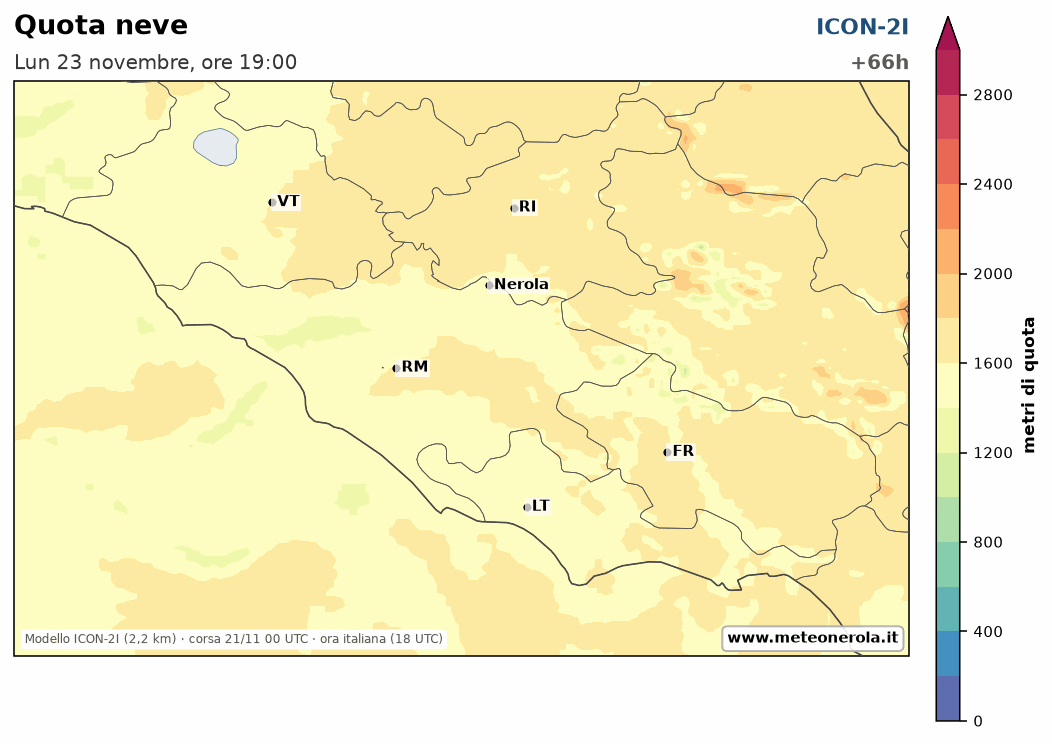 Quota neve
ICON-2I
Lun 23 novembre, ore 19:00
+66h
VT
RI
Nerola
RM
FR
LT
Modello ICON-2I (2,2 km) · corsa 21/11 00 UTC · ora italiana (18 UTC)
www.meteonerola.it
2800
2400
2000
1600
1200
800
400
0
metri di quota